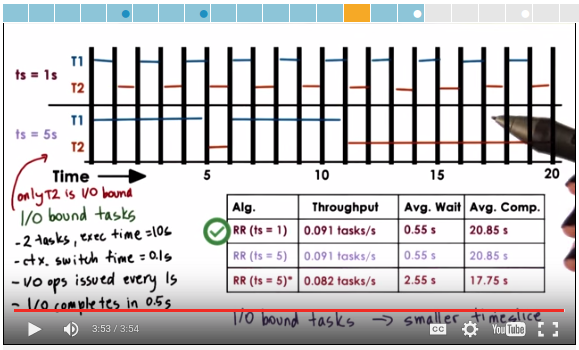 T1
ts = 1s
T2
T1
ts = 5s
T2
Time 5 10 15 20
only T2 is I/O bound
I/O bound tasks
- 2 tasks, exec time = 10s
- ctx. switch time = 0.1s
- I/O ops issued every 1s
- I/O completes in 0.5s
Alg. Throughput Avg. Wait Avg. Comp.
RR (ts = 1) 0.091 tasks/s 0.55 s 20.85 s
RR (ts = 5) 0.091 tasks/s 0.55 s 20.85 s
RR (ts = 5)* 0.082 tasks/s 2.55 s 17.75 s
I/O bound tasks → smaller timeslice
3:53 / 3:54 CC YouTube